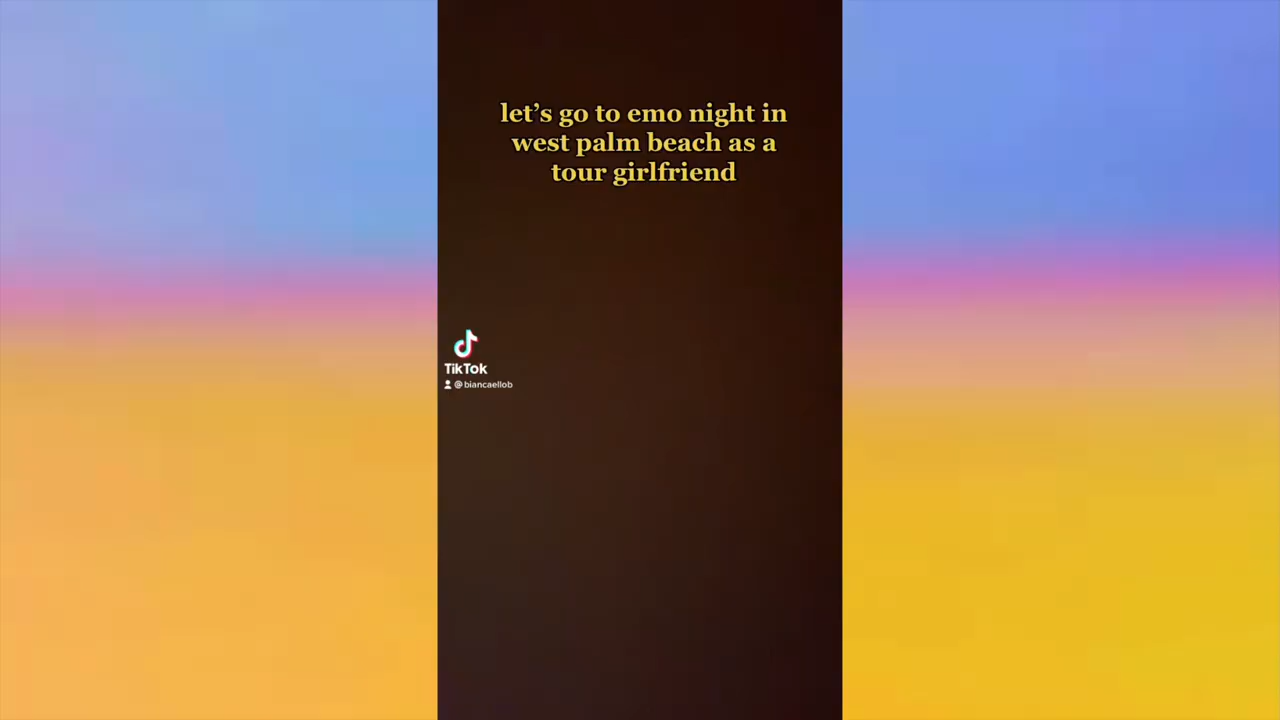 let’s go to emo night in
west palm beach as a
tour girlfriend
TikTok
@biancaellob